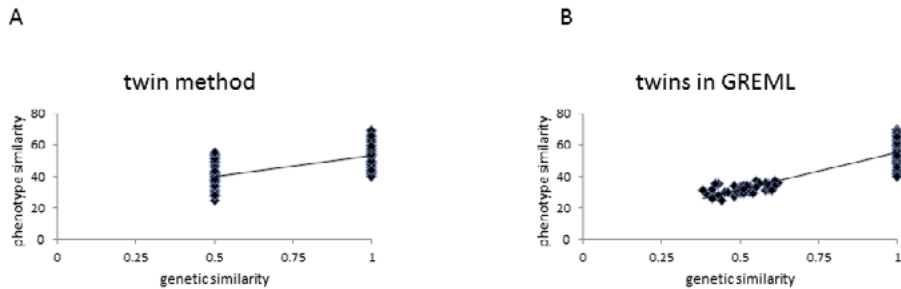 A
twin method
phenotype similarity
80
60
40
20
0
0
0.25
0.5
0.75
1
genetic similarity
B
twins in GREML
phenotype similarity
80
60
40
20
0
0
0.25
0.5
0.75
1
genetic similarity